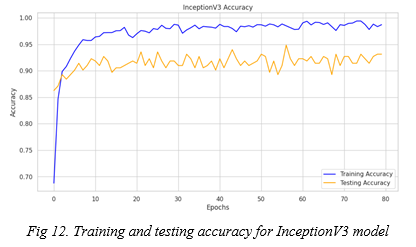 InceptionV3 Accuracy
1.00
0.95
0.90
0.85
0.80
0.75
0.70
Accuracy
0
10
20
30
40
50
60
70
80
Epochs
Training Accuracy
Testing Accuracy
Fig 12. Training and testing accuracy for InceptionV3 model